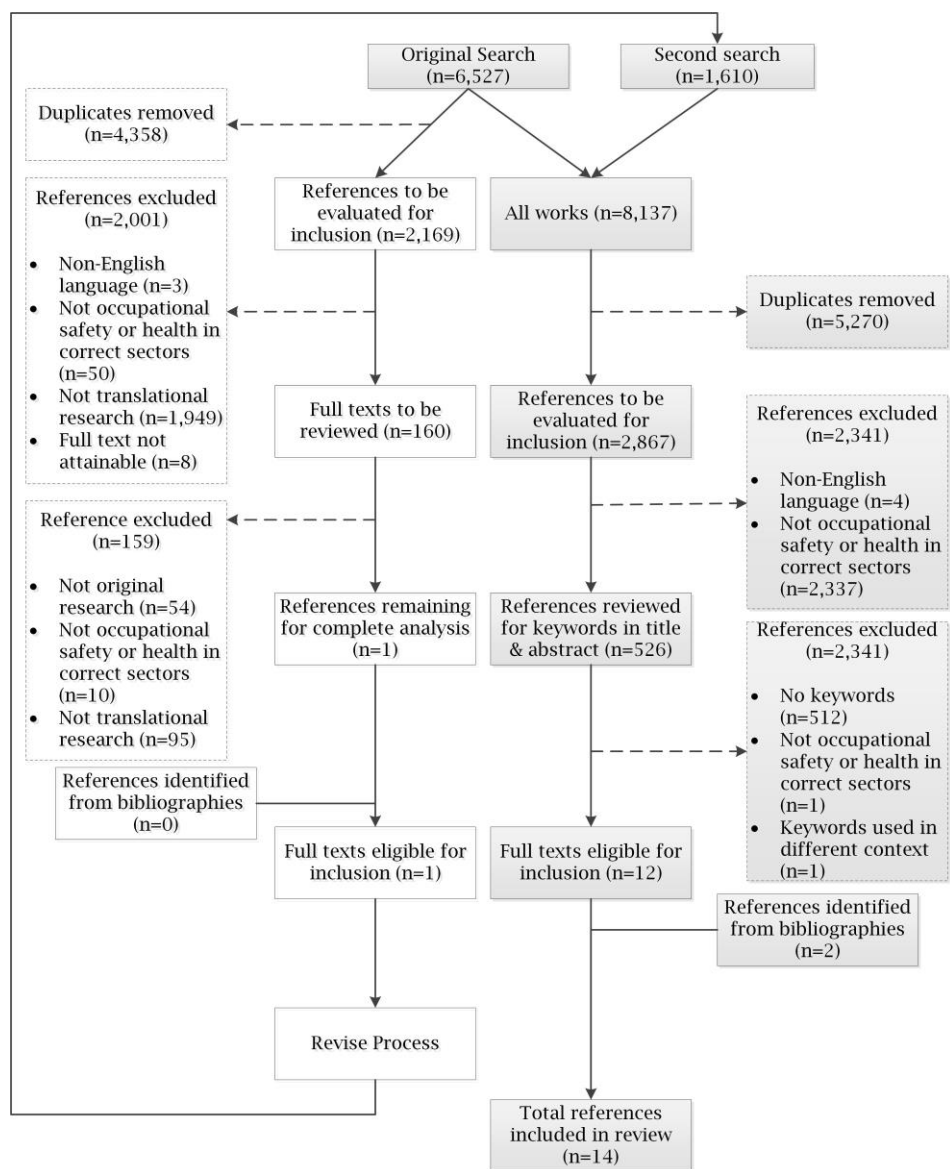 Original Search
(n=6,527)
Second search
(n=1,610)
Duplicates removed
(n=4,358)
References to be
evaluated for
inclusion (n=2,169)
All works (n=8,137)
References excluded
(n=2,001)
• Non-English
language (n=3)
• Not occupational
safety or health in
correct sectors
(n=50)
• Not translational
research (n=1,949)
• Full text not
attainable (n=8)
Duplicates removed
(n=5,270)
Full texts to be
reviewed (n=160)
References to be
evaluated for
inclusion (n=2,867)
References excluded
(n=2,341)
• Non-English
language (n=4)
• Not occupational
safety or health in
correct sectors
(n=2,337)
Reference excluded
(n=159)
• Not original
research (n=54)
• Not occupational
safety or health in
correct sectors
(n=10)
• Not translational
research (n=95)
References remaining
for complete analysis
(n=1)
References reviewed
for keywords in title
& abstract (n=526)
References excluded
(n=2,341)
• No keywords
(n=512)
• Not occupational
safety or health in
correct sectors
(n=1)
• Keywords used in
different context
(n=1)
References identified
from bibliographies
(n=0)
Full texts eligible for
inclusion (n=1)
Full texts eligible for
inclusion (n=12)
References identified
from bibliographies
(n=2)
Revise Process
Total references
included in review
(n=14)